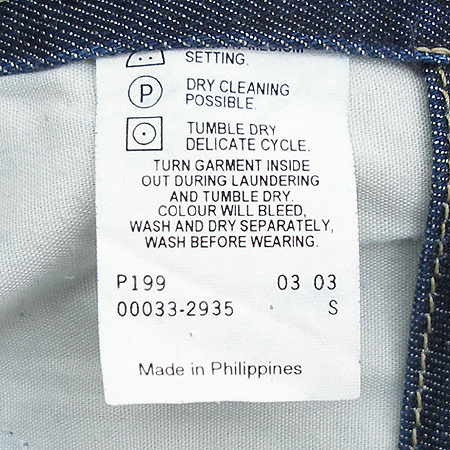 MEDIUM
SETTING.
P DRY CLEANING
POSSIBLE.
TUMBLE DRY
DELICATE CYCLE.
TURN GARMENT INSIDE
OUT DURING LAUNDERING
AND TUMBLE DRY.
COLOUR WILL BLEED,
WASH AND DRY SEPARATELY,
WASH BEFORE WEARING.
P199 03 03
00033-2935 S
Made in Philippines